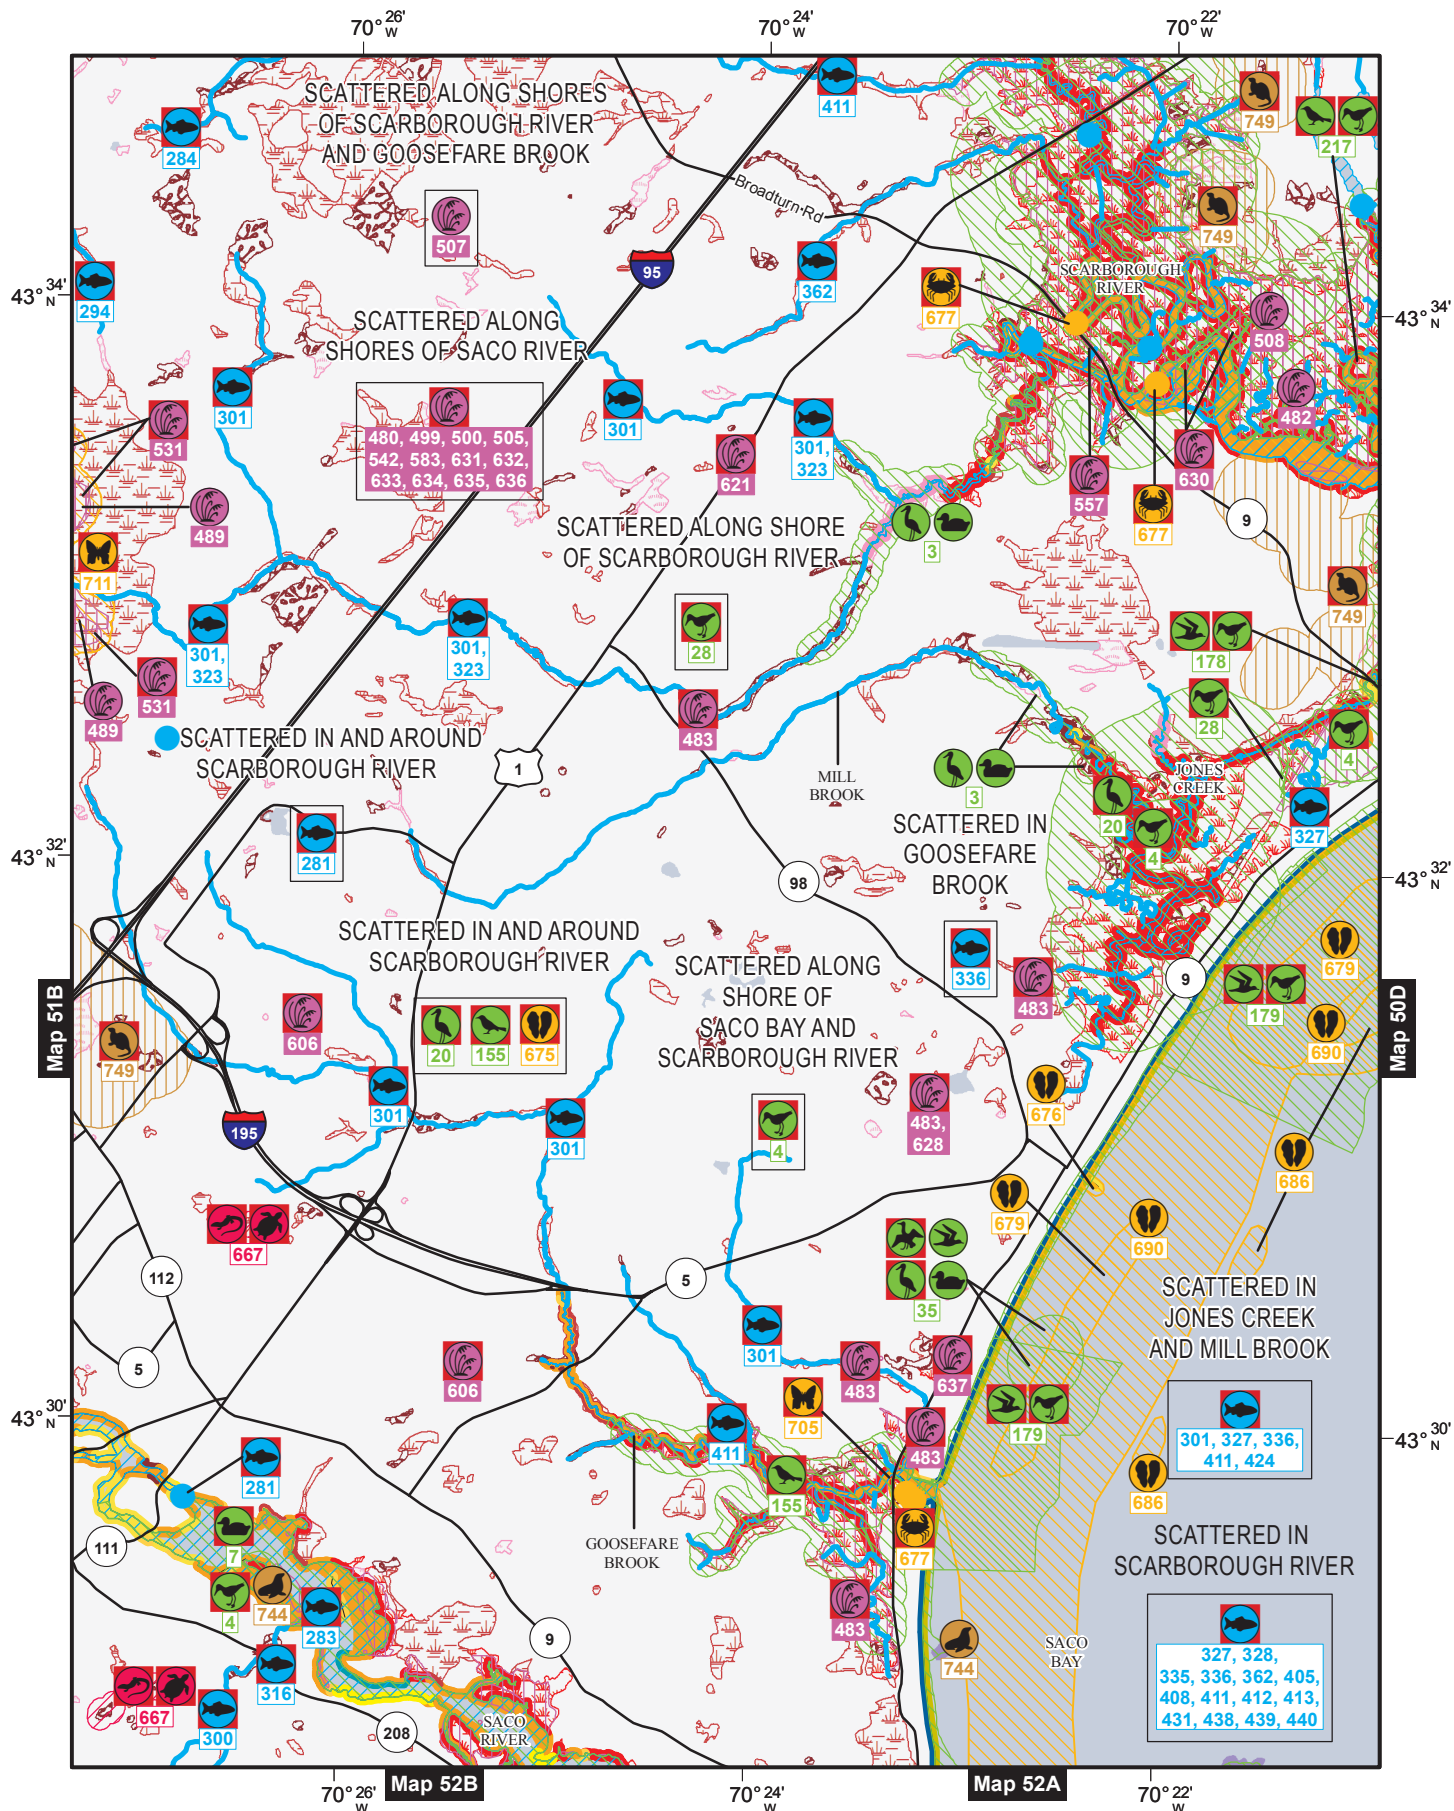 70° 26' W
70° 24' W
70° 22' W
SCATTERED ALONG SHORES
OF SCARBOROUGH RIVER
AND GOOSEFARE BROOK
507
284
411
749
217
Broadturn Rd
749
95
362
SCARBOROUGH
RIVER
677
508
43° 34' N
43° 34' N
294
SCATTERED ALONG
SHORES OF SACO RIVER
480, 499, 500, 505,
542, 583, 631, 632,
633, 634, 635, 636
301
301
301,
323
482
531
621
557
677
630
489
9
SCATTERED ALONG SHORE
OF SCARBOROUGH RIVER
28
3
711
749
301,
323
301,
323
178
531
489
483
28
4
SCATTERED IN AND AROUND
SCARBOROUGH RIVER
1
MILL
BROOK
3
JONES
CREEK
20
4
327
281
SCATTERED IN
GOOSEFARE
BROOK
336
43° 32' N
43° 32' N
98
SCATTERED IN AND AROUND
SCARBOROUGH RIVER
20
155
675
SCATTERED ALONG
SHORE OF
SACO BAY AND
SCARBOROUGH RIVER
4
483
9
679
179
690
Map 51B
Map 50D
606
749
301
301
195
483,
628
676
686
679
690
667
112
5
5
35
SCATTERED IN
JONES CREEK
AND MILL BROOK
301, 327, 336,
411, 424
301
483
637
606
705
179
43° 30' N
43° 30' N
411
483
281
155
686
111
7
GOOSEFARE
BROOK
677
SCATTERED IN
SCARBOROUGH RIVER
327, 328,
335, 336, 362, 405,
408, 411, 412, 413,
431, 438, 439, 440
4
744
283
483
9
744
SACO
BAY
316
667
300
208
SACO
RIVER
Map 52B
Map 52A
70° 26' W
70° 24' W
70° 22' W